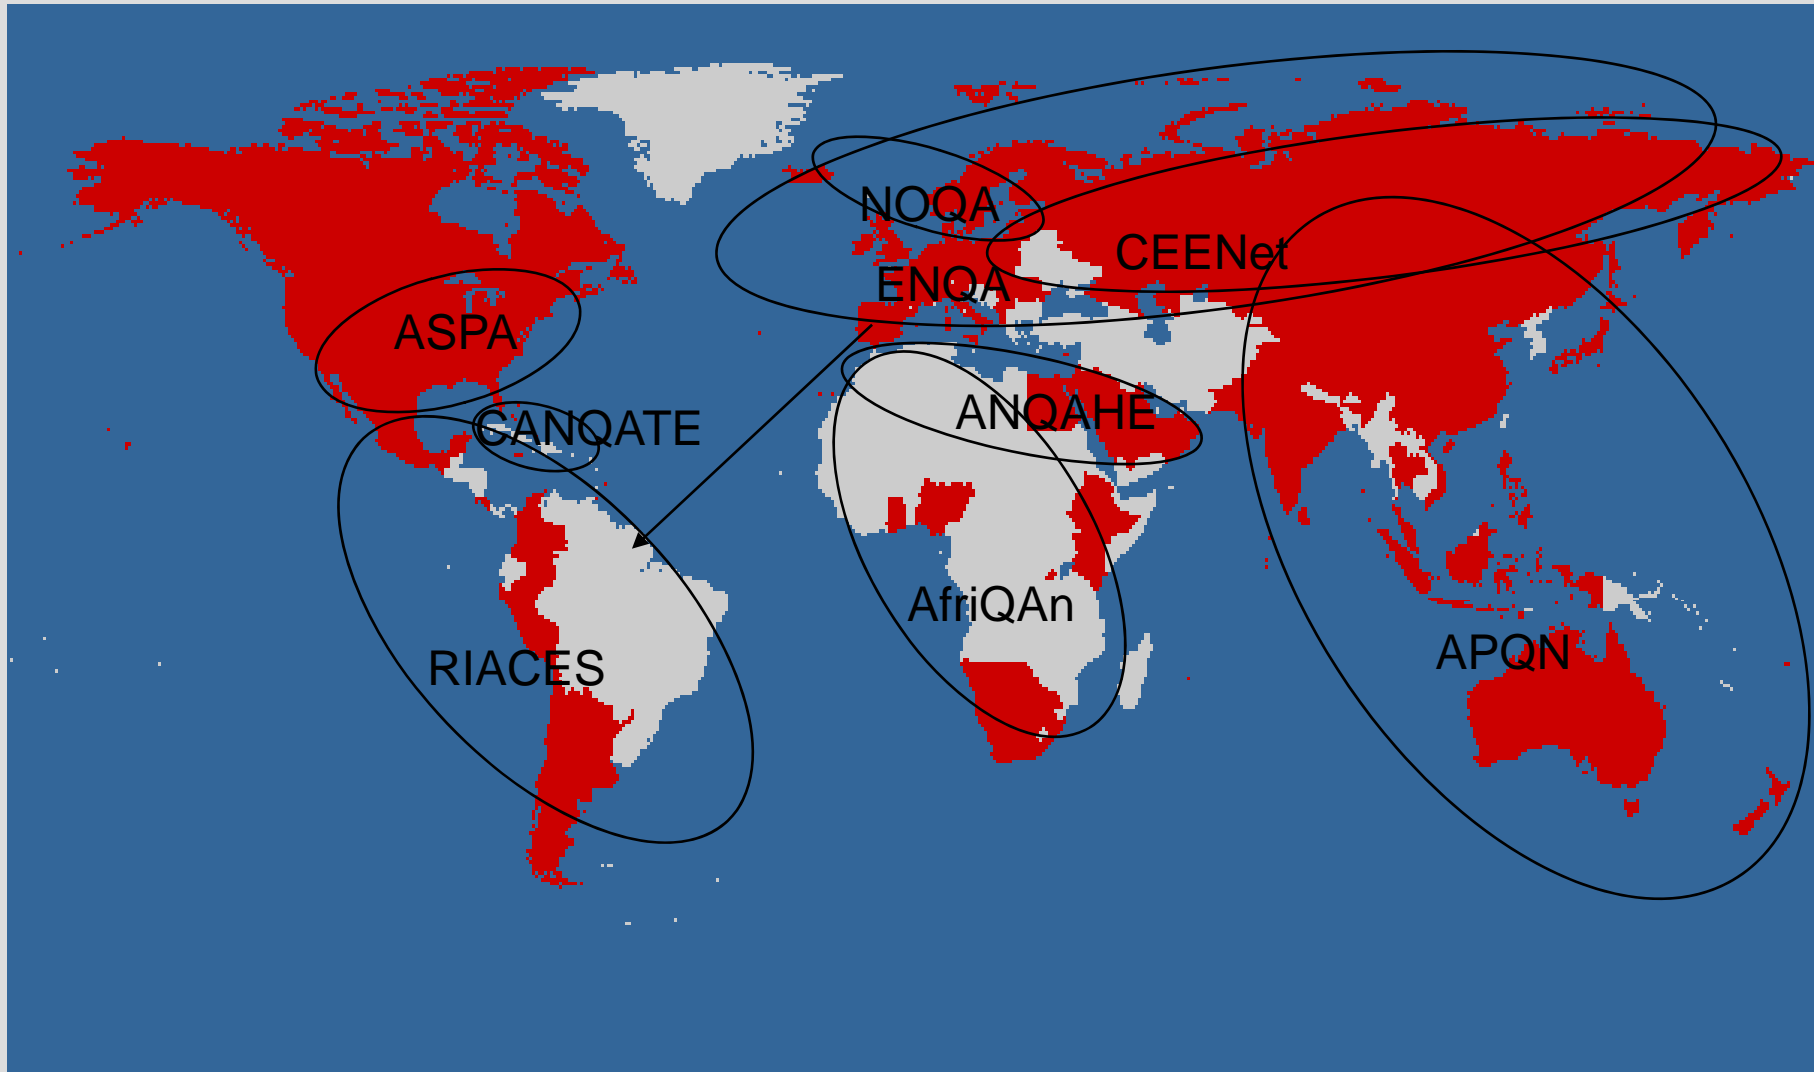 NOQA
CEENet
ENQA
ASPA
CANQATE
ANQAHE
AfriQAn
RIACES
APQN